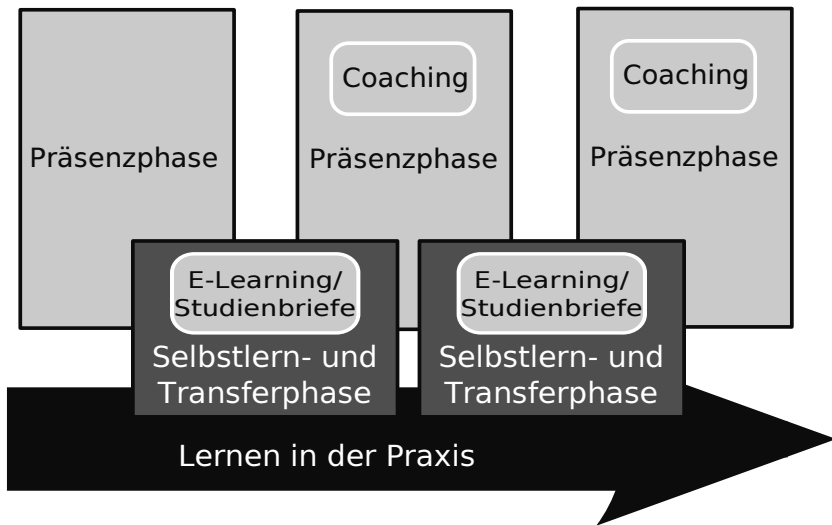 Präsenzphase
Coaching
Präsenzphase
Coaching
Präsenzphase
E-Learning/
Studienbriefe
Selbstlern- und
Transferphase
E-Learning/
Studienbriefe
Selbstlern- und
Transferphase
Lernen in der Praxis